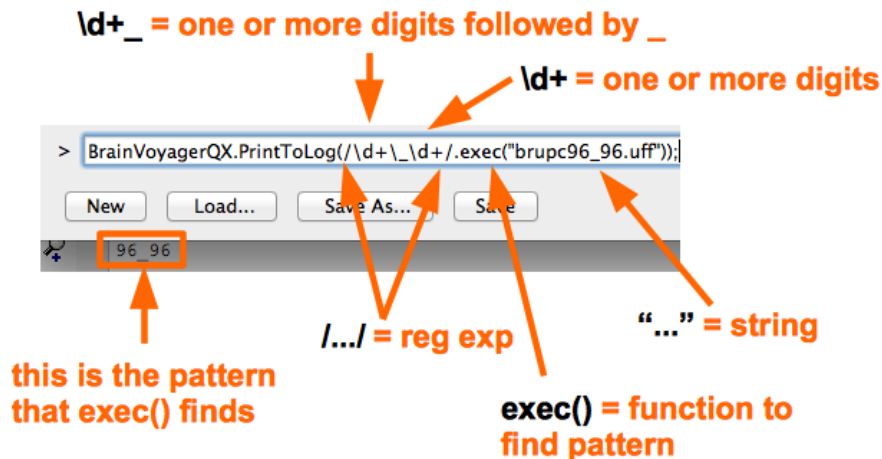 \d+_ = one or more digits followed by _
\d+ = one or more digits
> BrainVoyagerQX.PrintToLog(/\d+\_\d+/.exec("brupc96_96.uff"));
New Load... Save As... Save
96_96
/.../ = reg exp
“...” = string
this is the pattern
that exec() finds
exec() = function to
find pattern